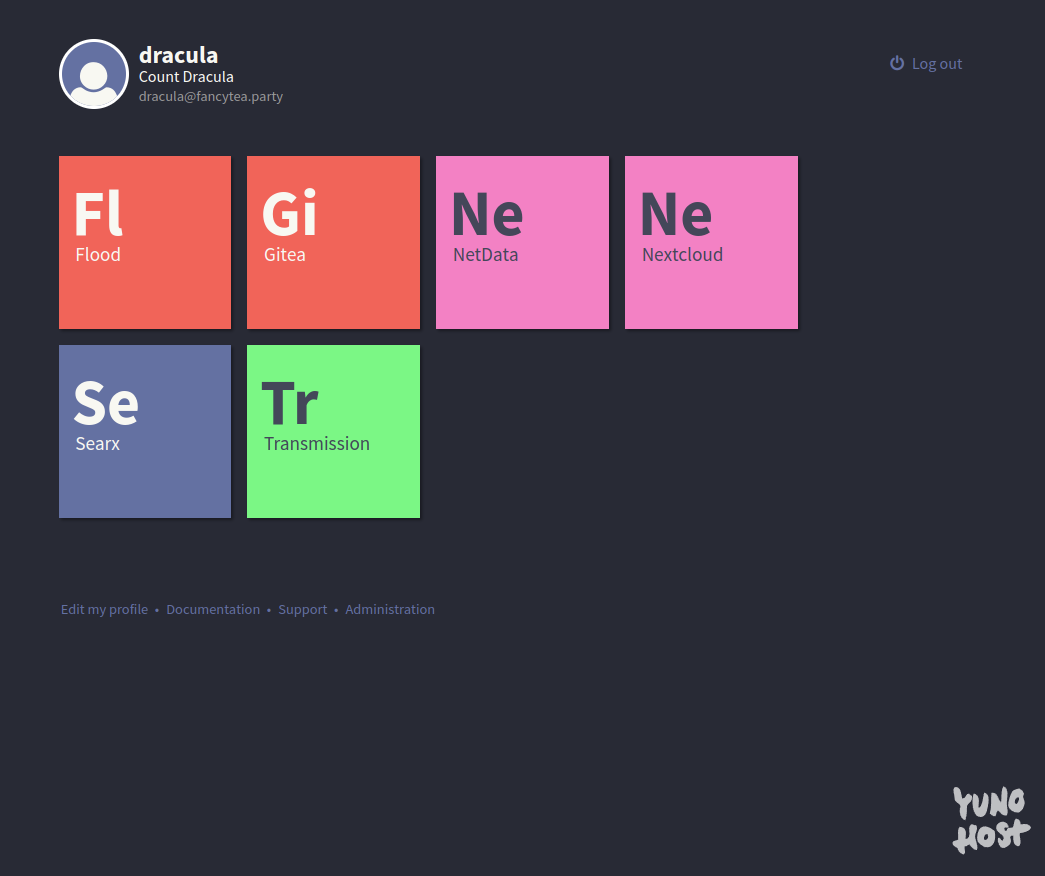 dracula
Count Dracula
dracula@fancytea.party
Log out
Fl
Flood
Gi
Gitea
Ne
NetData
Ne
Nextcloud
Se
Searx
Tr
Transmission
Edit my profile • Documentation • Support • Administration
YUNO
HOST